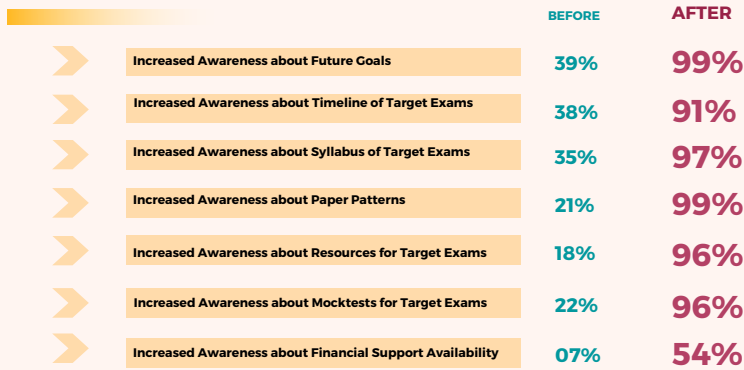 BEFORE AFTER
Increased Awareness about Future Goals 39% 99%
Increased Awareness about Timeline of Target Exams 38% 91%
Increased Awareness about Syllabus of Target Exams 35% 97%
Increased Awareness about Paper Patterns 21% 99%
Increased Awareness about Resources for Target Exams 18% 96%
Increased Awareness about Mocktests for Target Exams 22% 96%
Increased Awareness about Financial Support Availability 07% 54%